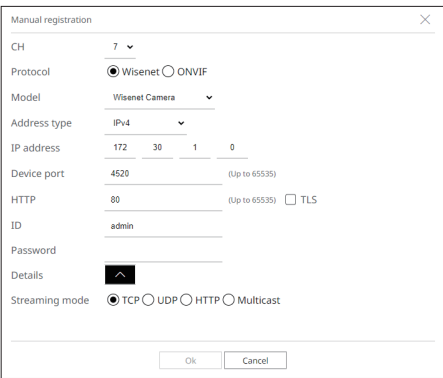 Manual registration
CH 7
Protocol Wisenet ONVIF
Model Wisenet Camera
Address type IPv4
IP address 172 30 1 0
Device port 4520 (Up to 65535)
HTTP 80 (Up to 65535) TLS
ID admin
Password
Details
Streaming mode TCP UDP HTTP Multicast
Ok Cancel